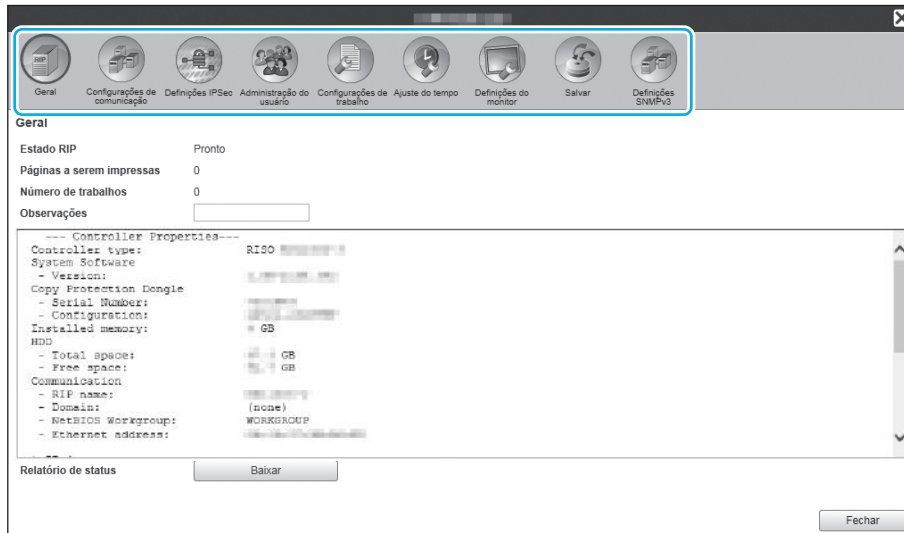 RIP
Geral
Configurações de comunicação
Definições IPSec
Administração do usuário
Configurações de trabalho
Ajuste do tempo
Definições do monitor
Salvar
Definições SNMPv3
Geral
Estado RIP Pronto
Páginas a serem impressas 0
Número de trabalhos 0
Observações
--- Controller Properties---
Controller type: RISO
System Software
- Version:
Copy Protection Dongle
- Serial Number:
- Configuration:
Installed memory: GB
HDD
- Total space: GB
- Free space: GB
Communication
- RIP name:
- Domain: (none)
- NetBIOS Workgroup: WORKGROUP
- Ethernet address:
Relatório de status Baixar
Fechar